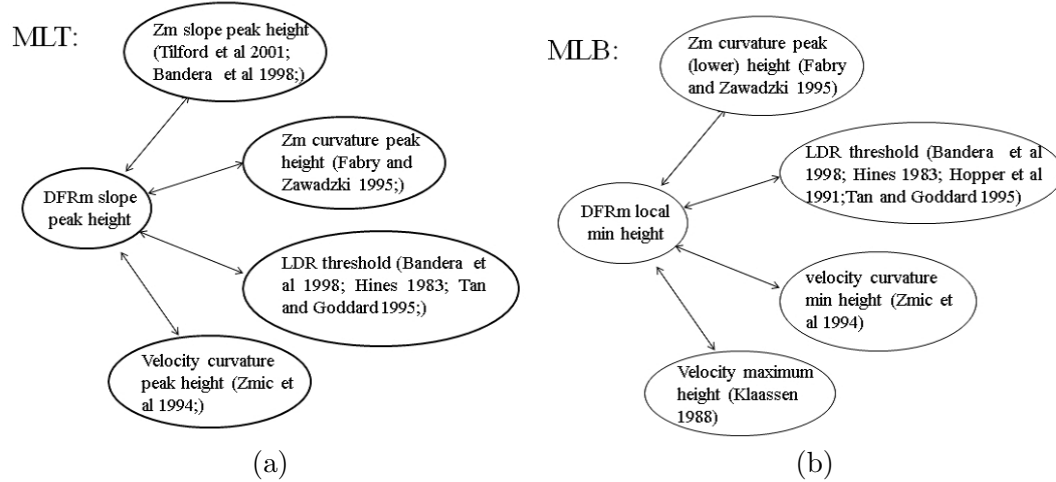 MLT:
Zm slope peak height
(Tilford et al 2001;
Bandera et al 1998;)
Zm curvature peak
height (Fabry and
Zawadzki 1995;)
DFRm slope
peak height
LDR threshold (Bandera et
al 1998; Hines 1983; Tan
and Goddard 1995;)
Velocity curvature
peak height (Zmic et
al 1994;)
(a)
MLB:
Zm curvature peak
(lower) height (Fabry
and Zawadzki 1995)
LDR threshold (Bandera et al
1998; Hines 1983; Hopper et al
1991;Tan and Goddard 1995)
DFRm local
min height
velocity curvature
min height (Zmic et
al 1994)
Velocity maximum
height (Klaassen
1988)
(b)